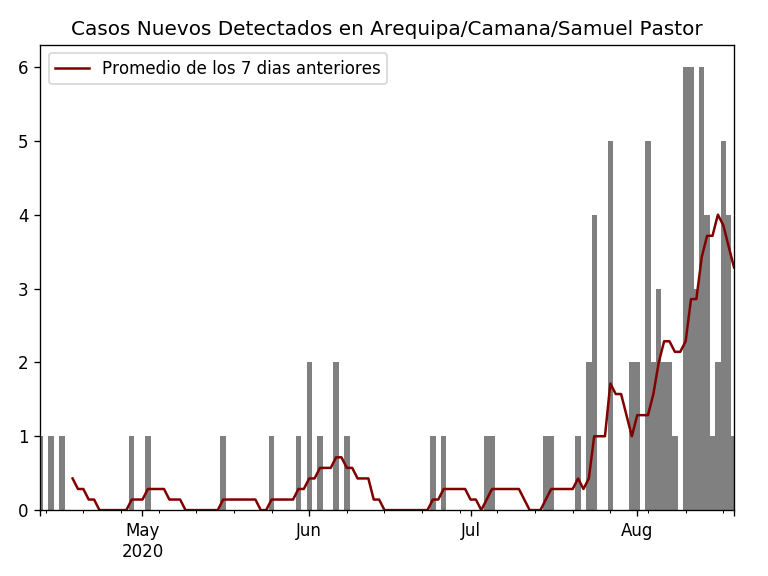 Casos Nuevos Detectados en Arequipa/Camana/Samuel Pastor
Promedio de los 7 dias anteriores
6
5
4
3
2
1
0
May Jun Jul Aug
2020